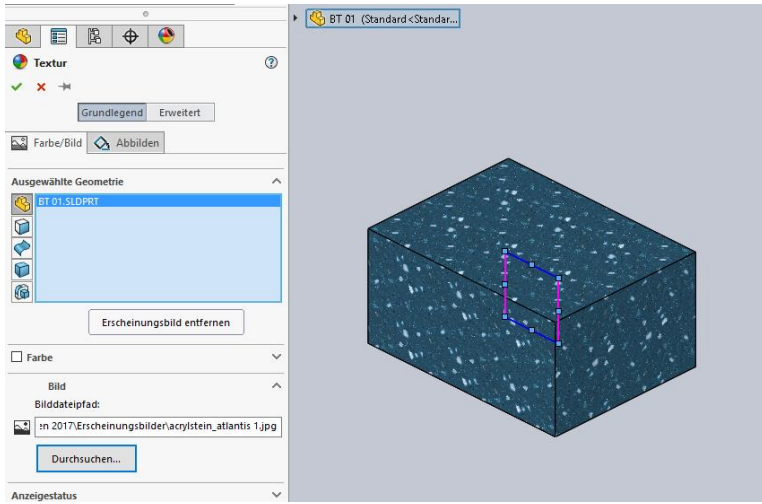 BT 01 (Standard<Standar...
Textur
Grundlegend Erweitert
Farbe/Bild Abbilden
Ausgewählte Geometrie
BT 01.SLDPRT
Erscheinungsbild entfernen
Farbe
Bild
Bilddateipfad:
:n 2017\Erscheinungsbilder\acrylstein_atlantis 1.jpg
Durchsuchen...
Anzeigestatus